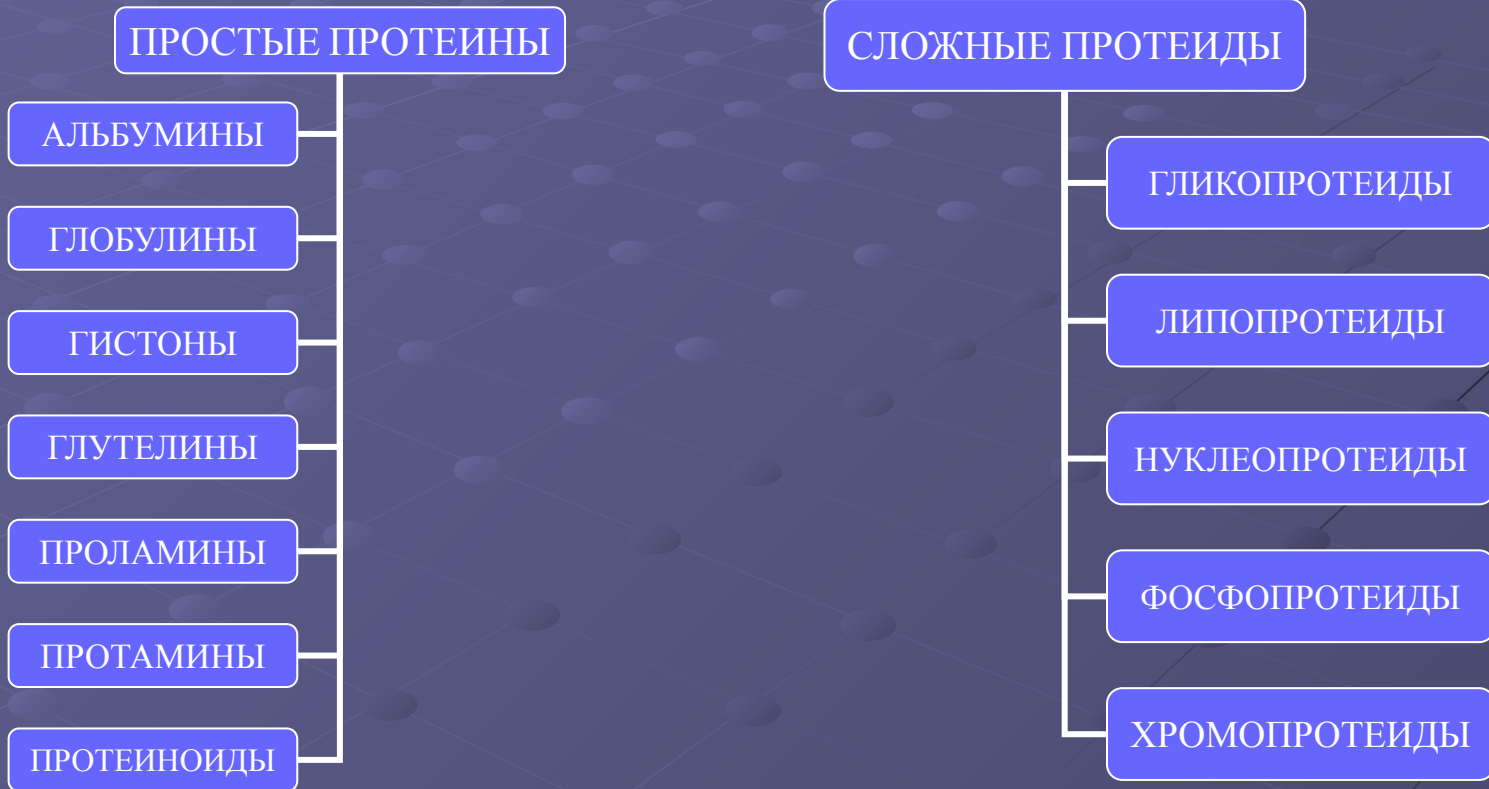 ПРОСТЫЕ ПРОТЕИНЫ
АЛЬБУМИНЫ
ГЛОБУЛИНЫ
ГИСТОНЫ
ГЛУТЕЛИНЫ
ПРОЛАМИНЫ
ПРОТАМИНЫ
ПРОТЕИНОИДЫ
СЛОЖНЫЕ ПРОТЕИДЫ
ГЛИКОПРОТЕИДЫ
ЛИПОПРОТЕИДЫ
НУКЛЕОПРОТЕИДЫ
ФОСФОПРОТЕИДЫ
ХРОМОПРОТЕИДЫ